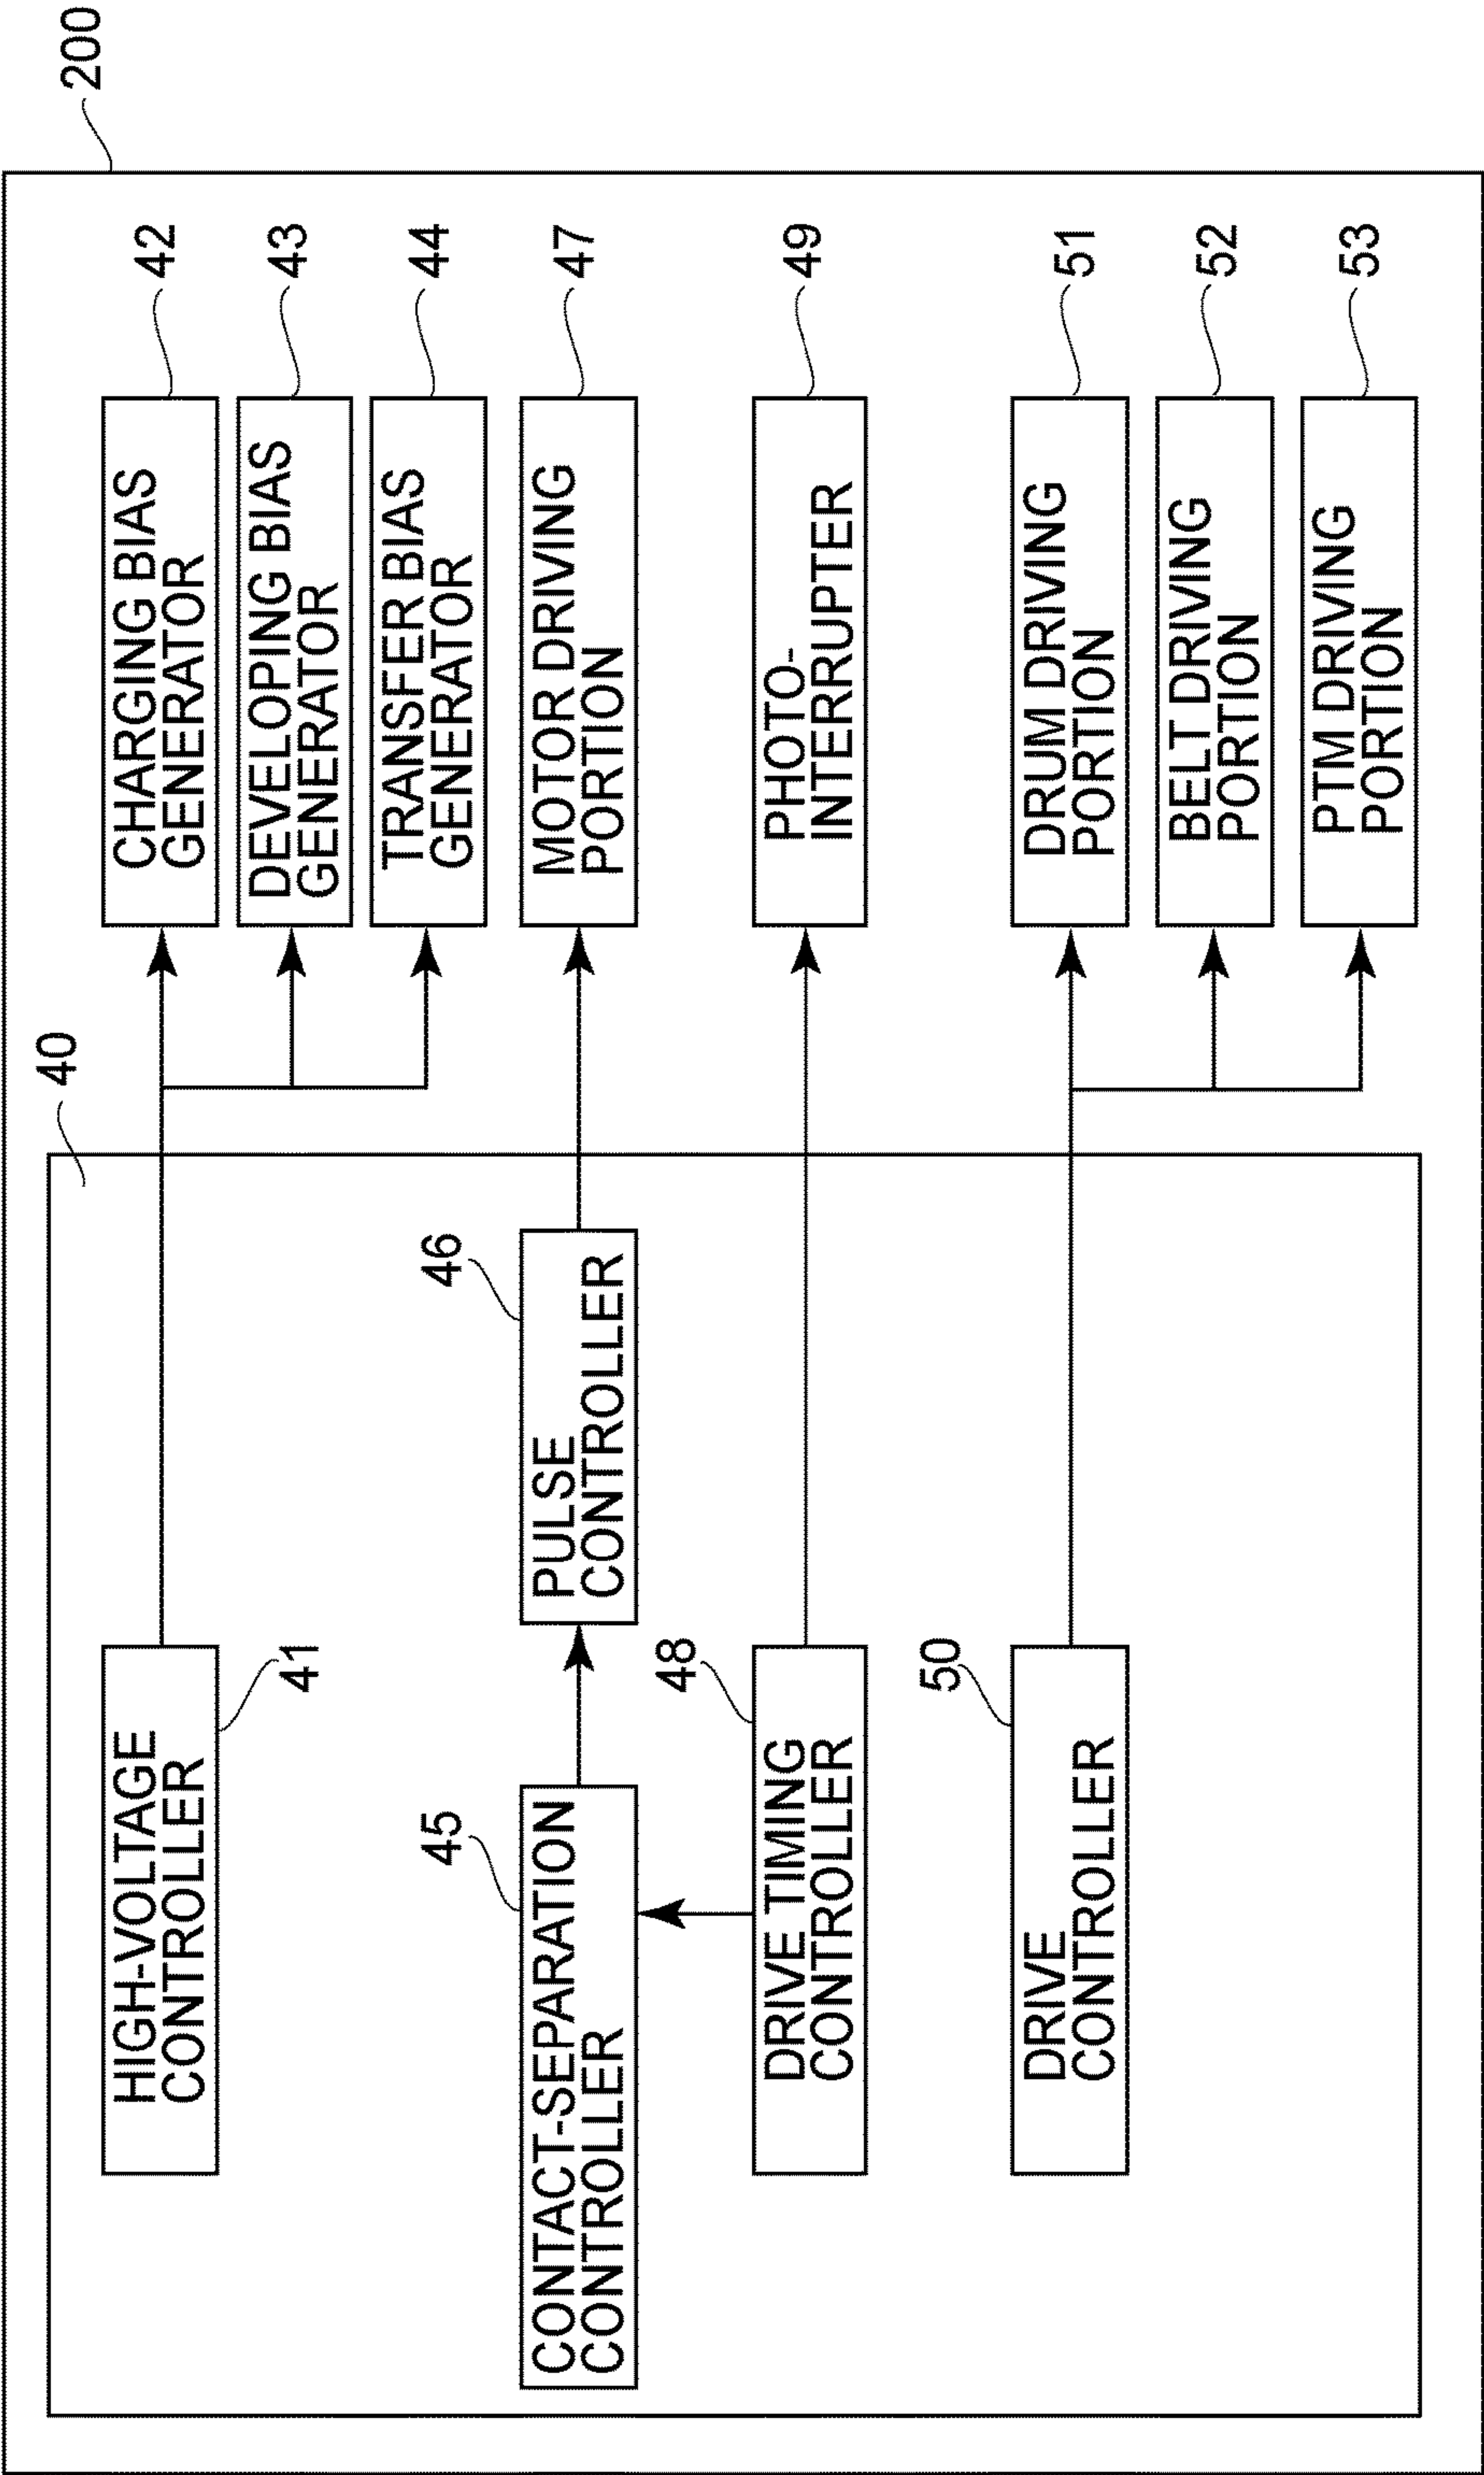 200
40
HIGH-VOLTAGE
CONTROLLER
41
CHARGING BIAS
GENERATOR
42
DEVELOPING BIAS
GENERATOR
43
TRANSFER BIAS
GENERATOR
44
CONTACT-SEPARATION
CONTROLLER
45
PULSE
CONTROLLER
46
MOTOR DRIVING
PORTION
47
DRIVE TIMING
CONTROLLER
48
PHOTO-
INTERRUPTER
49
DRIVE
CONTROLLER
50
DRUM DRIVING
PORTION
51
BELT DRIVING
PORTION
52
PTM DRIVING
PORTION
53